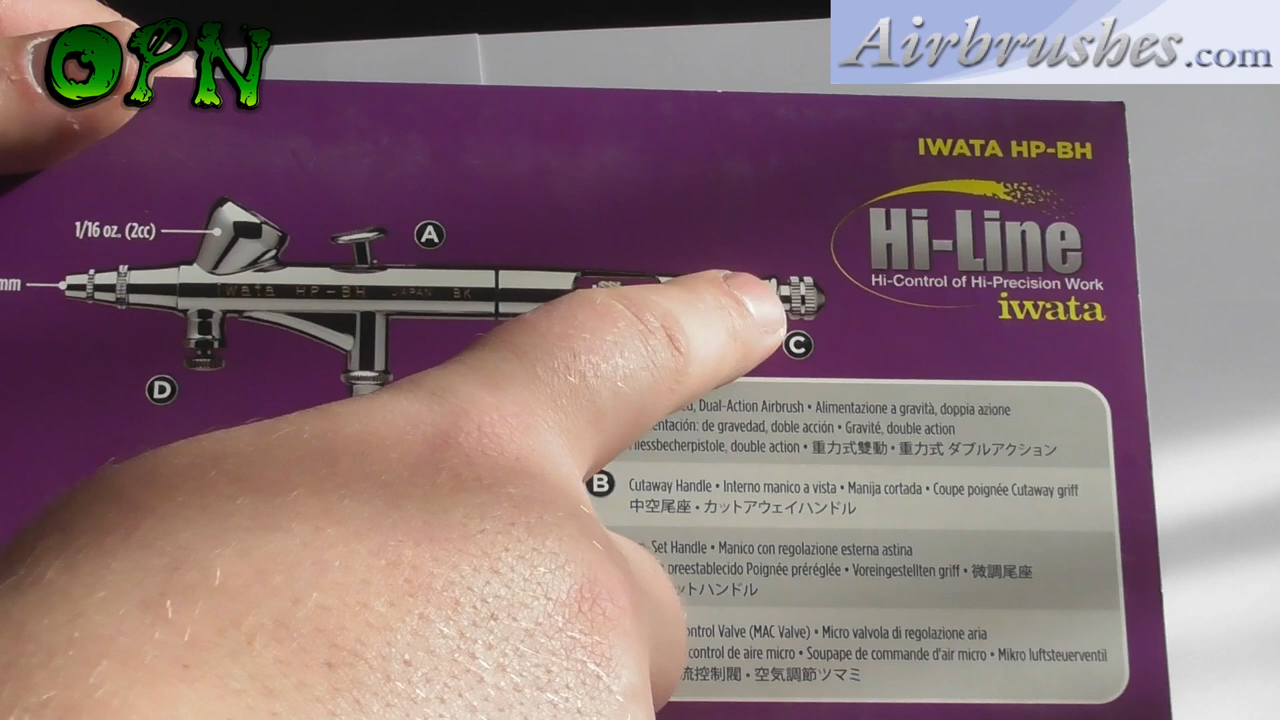 OPN
Airbrushes.com
IWATA HP-BH
Hi-Line
Hi-Control of Hi-Precision Work
iwata
1/16 oz. (2cc)
A
mm
iwata HP-BH JAPAN BK
C
D
Dual-Action Airbrush • Alimentazione a gravità, doppia azione
de gravedad, doble acción • Gravité, double action
double action • 重力式雙動 • 重力式 ダブルアクション
B
Cutaway Handle • Interno manico a vista • Manija cortada • Coupe poignée Cutaway griff
中空尾座 • カットアウェイハンドル
Set Handle • Manico con regolazione esterna astina
preestablecido Poignée préréglée • Voreingestellten griff • 微調尾座
ットハンドル
Valve (MAC Valve) • Micro valvola di regolazione aria
control de aire micro • Soupape de commande d'air micro • Mikro luftsteuerventil
流控制閥 • 空気調節ツマミ